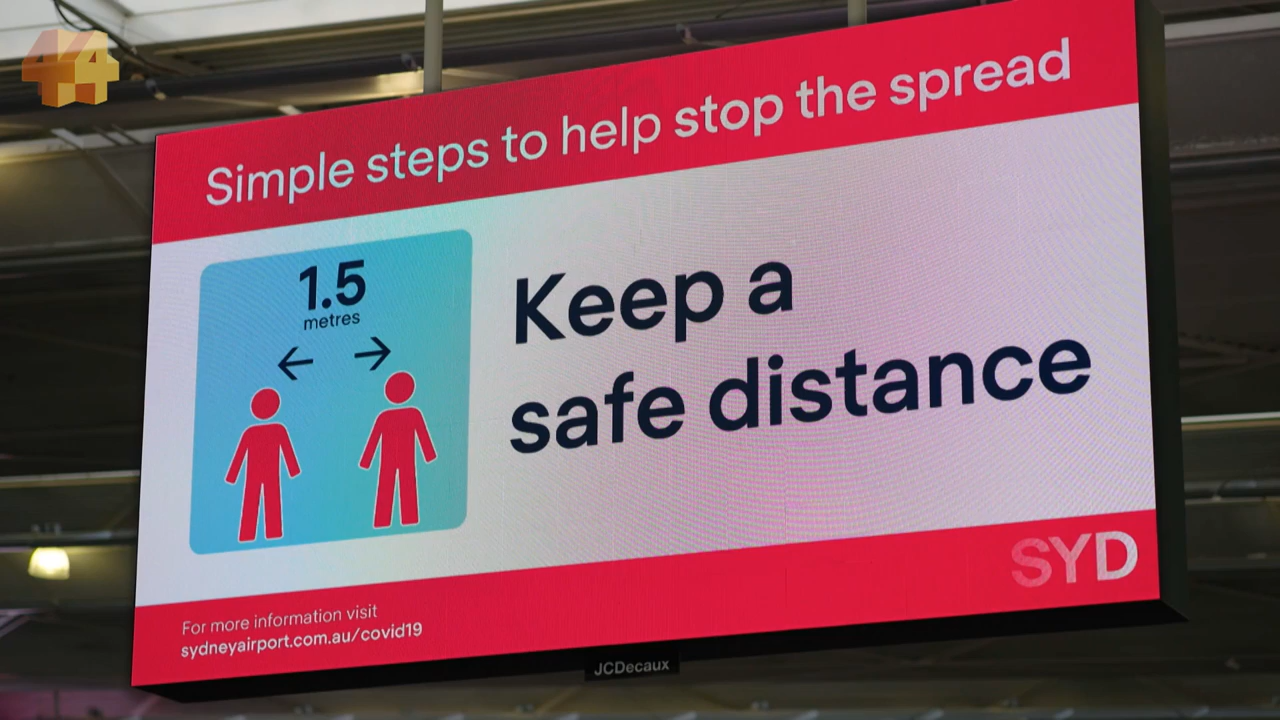 44
Simple steps to help stop the spread
1.5
metres
Keep a
safe distance
SYD
For more information visit
sydneyairport.com.au/covid19
JCDecaux